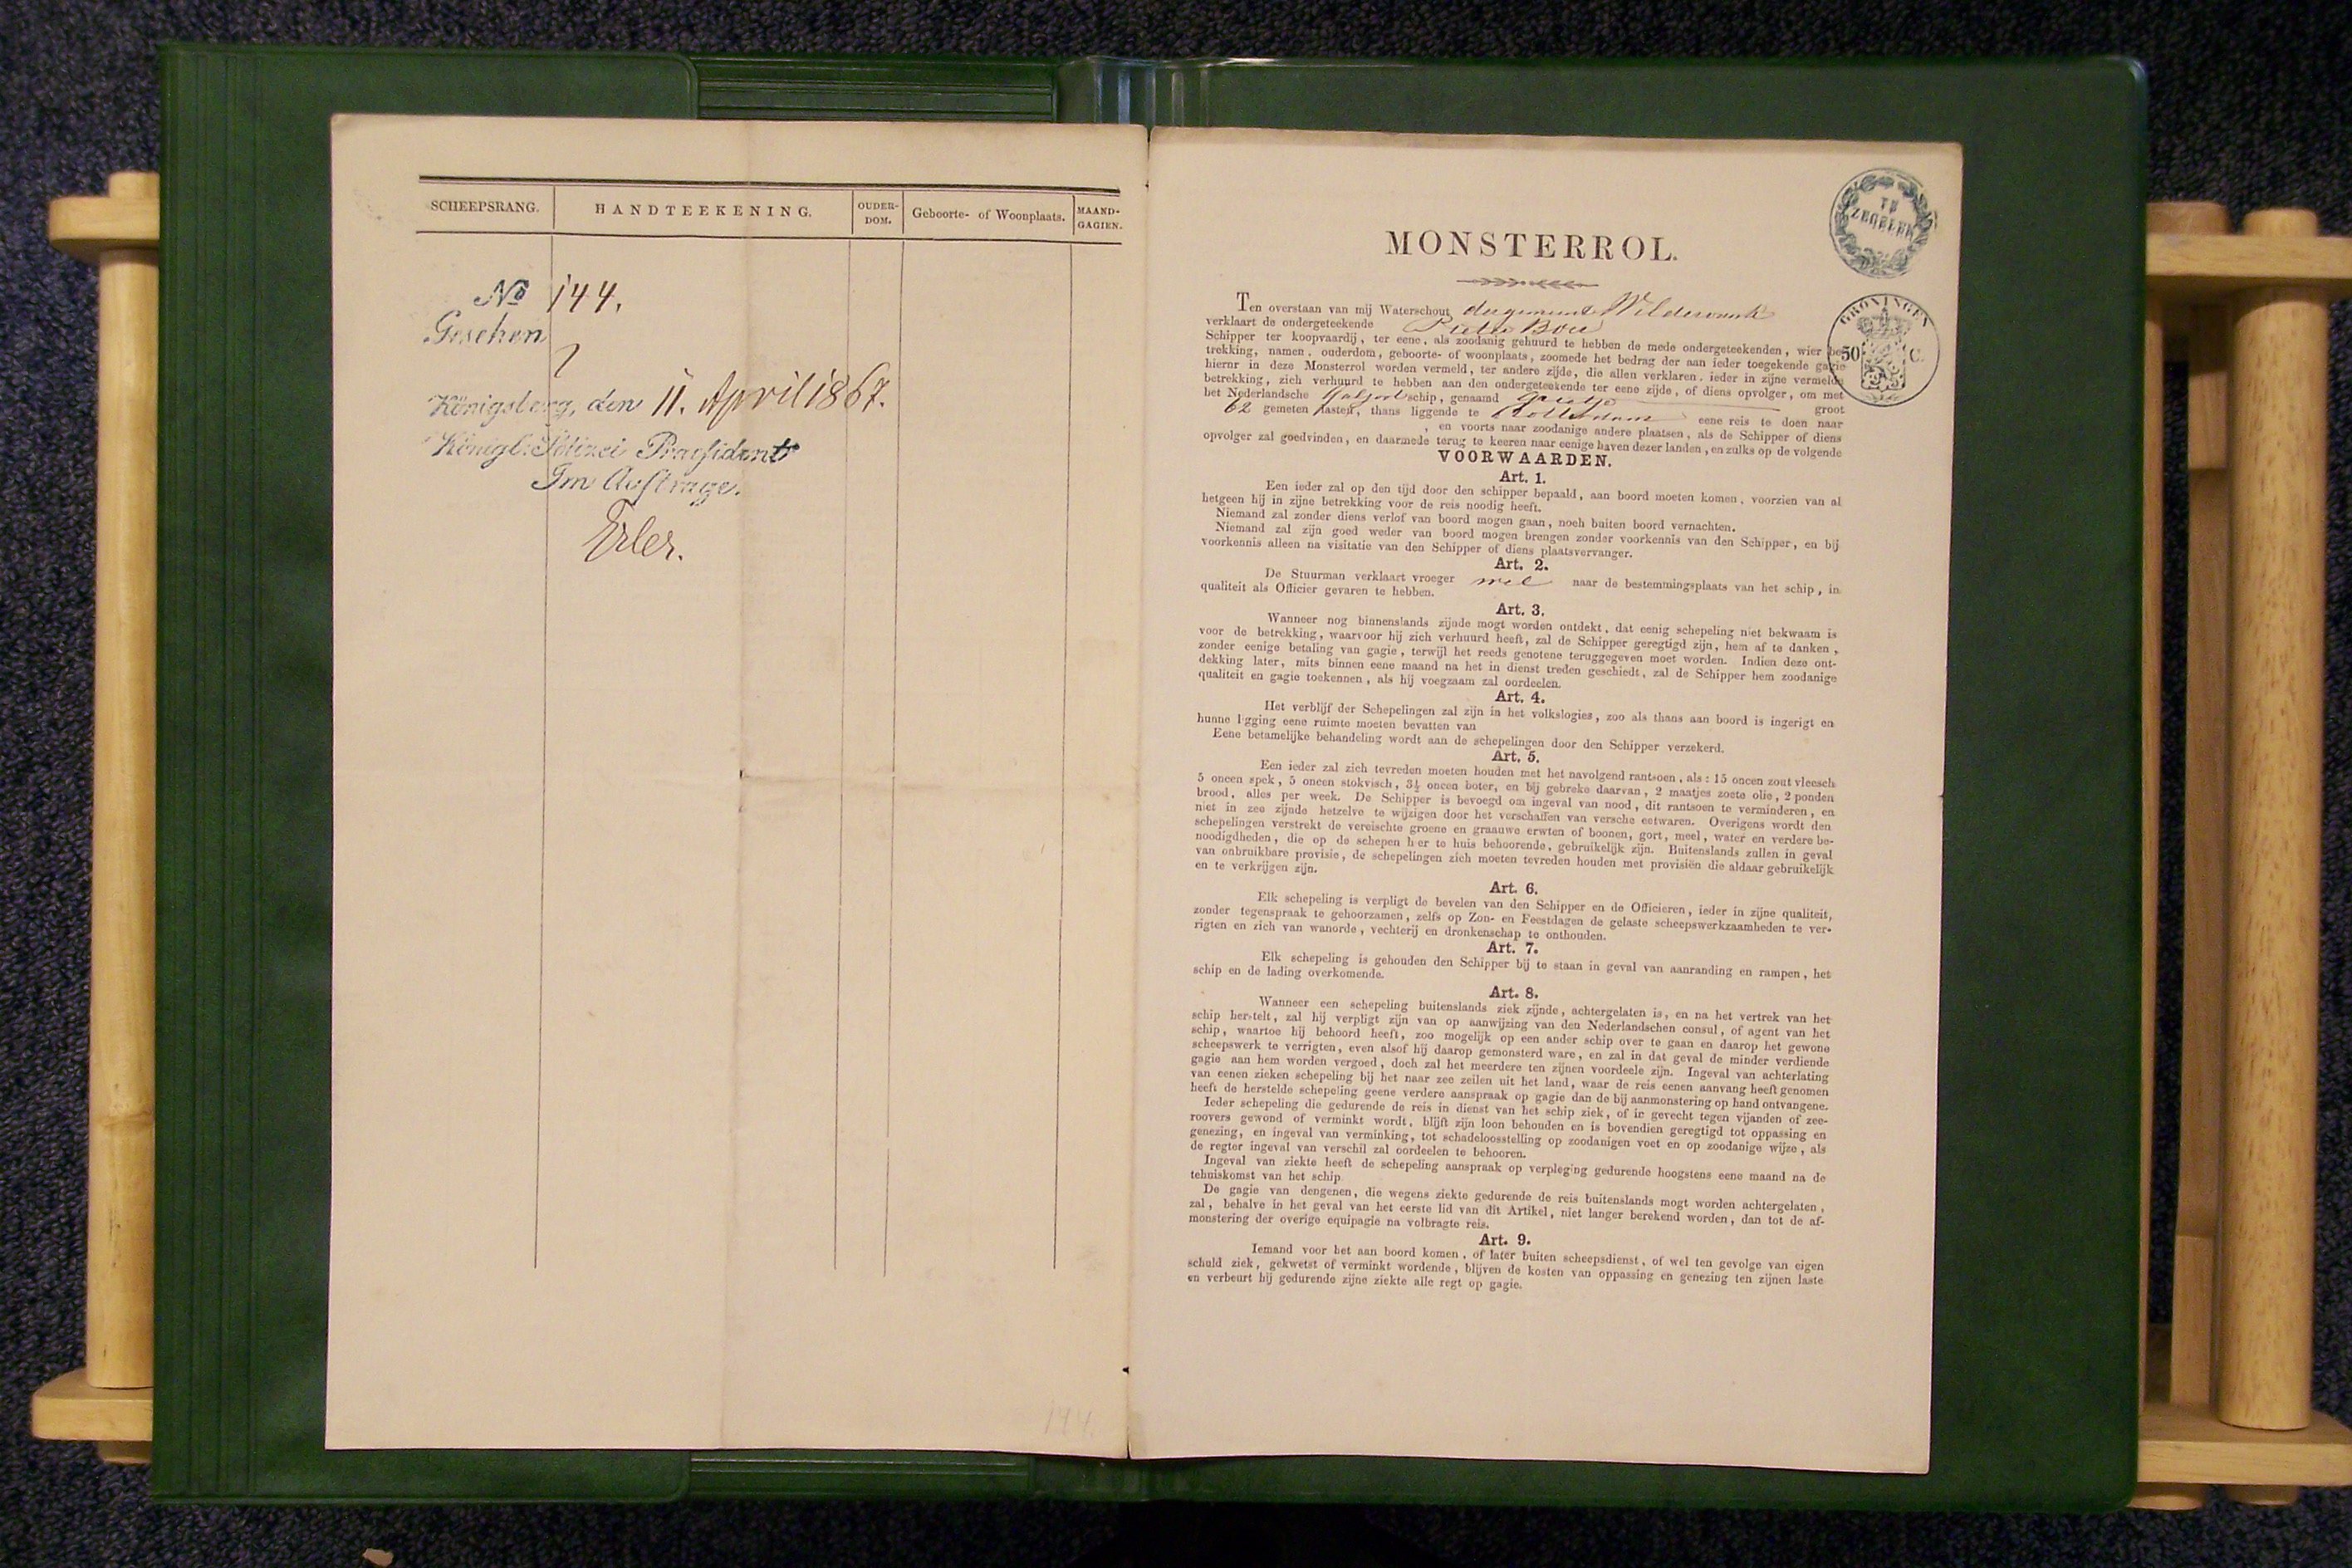 SCHEEPSRANG. HANDTEEKENING. OUDER-DOM. Geboorte- of Woonplaats. MAAND-GAGIEN.
No 144.
Gesehen
Königsberg, den 11. April 1867.
Königl: Polizei Praesident
Im Auftrage.
Erler.
144.
TE ZEGELEN
GRONINGEN
50 C.
MONSTERROL.
Ten overstaan van mij Waterschout der gemeente Wildervank
verklaart de ondergeteekende Pieter Boer
Schipper ter koopvaardij, ter eene, als zoodanig gehuurd te hebben de mede ondergeteekenden, wier be-
trekking, namen, ouderdom, geboorte- of woonplaats, zoomede het bedrag der aan ieder toegekende gagie
hierur in deze Monsterrol worden vermeld, ter andere zijde, die allen verklaren, ieder in zijne vermelde
betrekking, zich verhuurd te hebben aan den ondergeteekende ter eene zijde, of diens opvolger, om met
het Nederlandsche schip, genaamd Grietje groot
62 gemeten lasten, thans liggende te Rotterdam eene reis te doen naar
, en voorts naar zoodanige andere plaatsen, als de Schipper of diens
opvolger zal goedvinden, en daarmede terug te keeren naar eenige haven dezer landen, en zulks op de volgende
VOORWAARDEN.
Art. 1.
Een ieder zal op den tijd door den schipper bepaald, aan boord moeten komen, voorzien van al
hetgeen hij in zijne betrekking voor de reis noodig heeft.
Niemand zal zonder diens verlof van boord mogen gaan, noch buiten boord vernachten.
Niemand zal zijn goed weder van boord mogen brengen zonder voorkennis van den Schipper, en bij
voorkennis alleen na visitatie van den Schipper of diens plaatsvervanger.
Art. 2.
De Stuurman verklaart vroeger wel naar de bestemmingsplaats van het schip, in
qualiteit als Officier gevaren te hebben.
Art. 3.
Wanneer nog binnenslands zijnde mogt worden ontdekt, dat eenig schepeling niet bekwaam is
voor de betrekking, waarvoor hij zich verhuurd heeft, zal de Schipper geregtigd zijn, hem af te danken,
zonder eenige betaling van gagie, terwijl het reeds genotene teruggegeven moet worden. Indien deze ont-
dekking later, mits binnen eene maand na het in dienst treden geschiedt, zal de Schipper hem zoodanige
qualiteit en gagie toekennen, als hij voegzaam zal oordeelen.
Art. 4.
Het verblijf der Schepelingen zal zijn in het volkslogies, zoo als thans aan boord is ingerigt en
hunne ligging eene ruimte moeten bevatten van
Eene betamelijke behandeling wordt aan de schepelingen door den Schipper verzekerd.
Art. 5.
Een ieder zal zich tevreden moeten houden met het navolgend rantsoen, als: 15 oncen zout vleesch
5 oncen spek, 5 oncen stokvisch, 3½ oncen boter, en bij gebreke daarvan, 2 maatjes zoete olie, 2 ponden
brood, alles per week. De Schipper is bevoegd om ingeval van nood, dit rantsoen te verminderen, en
niet in zee zijnde hetzelve te wijzigen door het verschaffen van versche eetwaren. Overigens wordt den
schepelingen verstrekt de vereischte groene en graauwe erwten of boonen, gort, meel, water en verdere be-
noodigdheden, die op de schepen hier te huis behoorende, gebruikelijk zijn. Buitenslands zullen in geval
van onbruikbare provisie, de schepelingen zich moeten tevreden houden met provisiën die aldaar gebruikelijk
en te verkrijgen zijn.
Art. 6.
Elk schepeling is verpligt de bevelen van den Schipper en de Officieren, ieder in zijne qualiteit,
zonder tegenspraak te gehoorzamen, zelfs op Zon- en Feestdagen de gelaste scheepswerkzaamheden te ver-
rigten en zich van wanorde, vechterij en dronkenschap te onthouden.
Art. 7.
Elk schepeling is gehouden den Schipper bij te staan in geval van aanranding en rampen, het
schip en de lading overkomende.
Art. 8.
Wanneer een schepeling buitenslands ziek zijnde, achtergelaten is, en na het vertrek van het
schip herstelt, zal hij verpligt zijn van op aanwijzing van den Nederlandschen consul, of agent van het
schip, waartoe hij behoord heeft, zoo mogelijk op een ander schip over te gaan en daarop het gewone
scheepswerk te verrigten, even alsof hij daarop gemonsterd ware, en zal in dat geval de minder verdiende
gagie aan hem worden vergoed, doch zal het meerdere ten zijnen voordeele zijn. Ingeval van achterlating
van eenen zieken schepeling bij het naar zee zeilen uit het land, waar de reis eenen aanvang heeft genomen
heeft de herstelde schepeling geene verdere aanspraak op gagie dan de bij aanmonstering op hand ontvangene.
Ieder schepeling die gedurende de reis in dienst van het schip ziek, of in gevecht tegen vijanden of zee-
roovers gewond of verminkt wordt, blijft zijn loon behouden en is bovendien geregtigd tot oppassing en
genezing, en ingeval van verminking, tot schadeloosstelling op zoodanigen voet en op zoodanige wijze, als
de regter ingeval van verschil zal oordeelen te behooren.
Ingeval van ziekte heeft de schepeling aanspraak op verpleging gedurende hoogstens eene maand na de
tehuiskomst van het schip
De gagie van dengenen, die wegens ziekte gedurende de reis buitenslands mogt worden achtergelaten,
zal, behalve in het geval van het eerste lid van dit Artikel, niet langer berekend worden, dan tot de af-
monstering der overige equipagie na volbragte reis.
Art. 9.
Iemand voor het aan boord komen, of later buiten scheepsdienst, of wel ten gevolge van eigen
schuld ziek, gekwetst of verminkt wordende, blijven de kosten van oppassing en genezing ten zijnen laste
en verbeurt hij gedurende zijne ziekte alle regt op gagie.